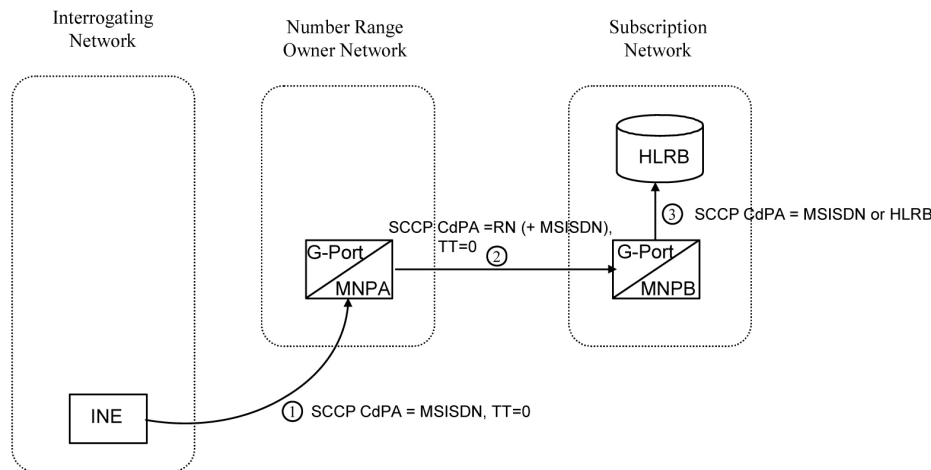 Interrogating
Network
Number Range
Owner Network
Subscription
Network
HLRB
③ SCCP CdPA = MSISDN or HLRB
SCCP CdPA =RN (+ MSISDN),
TT=0
②
G-Port
MNPA
G-Port
MNPB
INE
① SCCP CdPA = MSISDN, TT=0